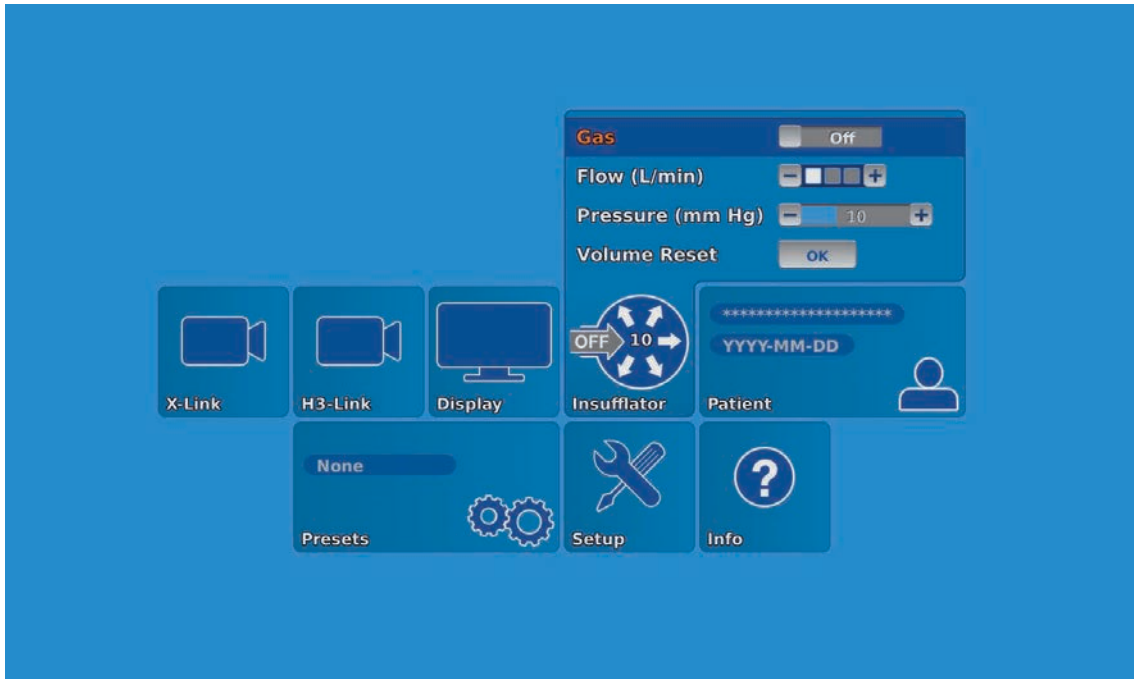 Gas Off
Flow (L/min) − +
Pressure (mm Hg) − 10 +
Volume Reset OK
OFF 10
********************
YYYY-MM-DD
X-Link H3-Link Display Insufflator Patient
None
?
Presets Setup Info